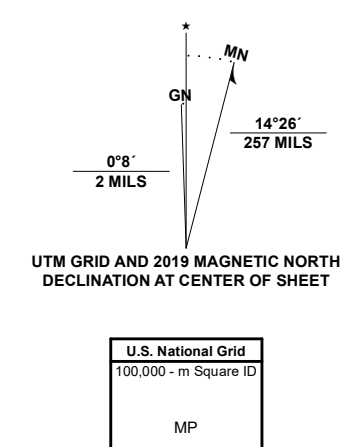 ★
MN
GN
14°26´
257 MILS
0°8´
2 MILS
UTM GRID AND 2019 MAGNETIC NORTH
DECLINATION AT CENTER OF SHEET
U.S. National Grid
100,000 - m Square ID
MP